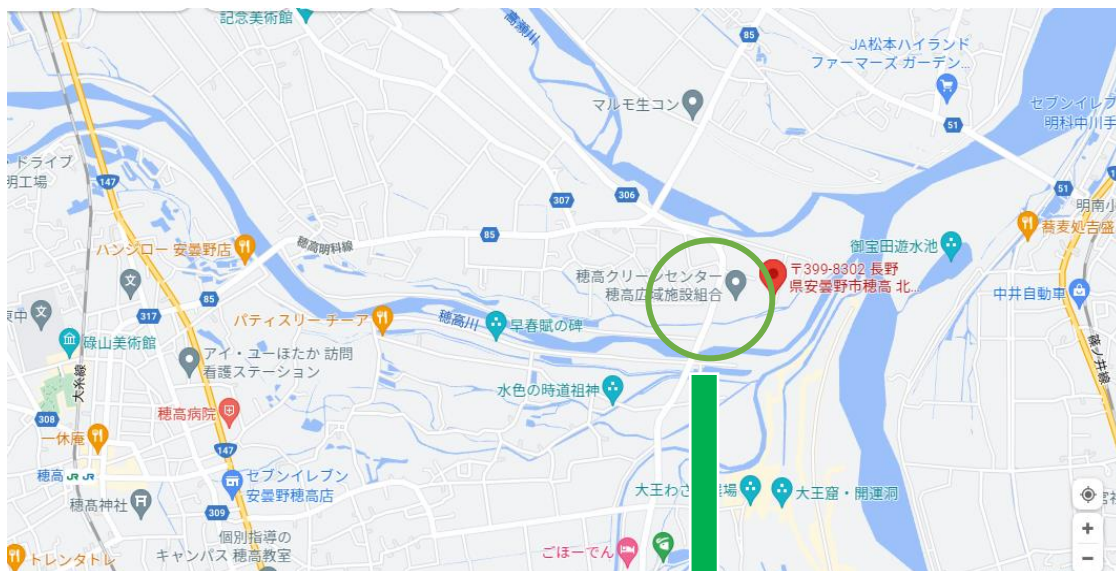 記念美術館
高瀬川
85
JA松本ハイランド
ファーマーズ ガーデン...
マルモ生コン
51
セブンイレブ
明科中川手
ドライブ
明工場
147
307
306
51
明南小
蕎麦処吉盛
ハンジロー 安曇野店
穂高明科線
85
御宝田遊水池
穂高クリーンセンター
穂高広域施設組合
〒399-8302 長野
県安曇野市穂高 北...
中井自動車
文
85
317
文
東中
パティスリー チーア
穂高川
早春賦の碑
碌山美術館
大糸線
アイ・ユーほたか 訪問
看護ステーション
篠ノ井線
水色の時道祖神
308
穂高病院
一休庵
147
穂高
セブンイレブン
安曇野穂高店
大王わさ
場
大王窟・開運洞
穂髙神社
309
個別指導の
キャンパス 穂高教室
ごほーでん
トレンタトレ
+
−